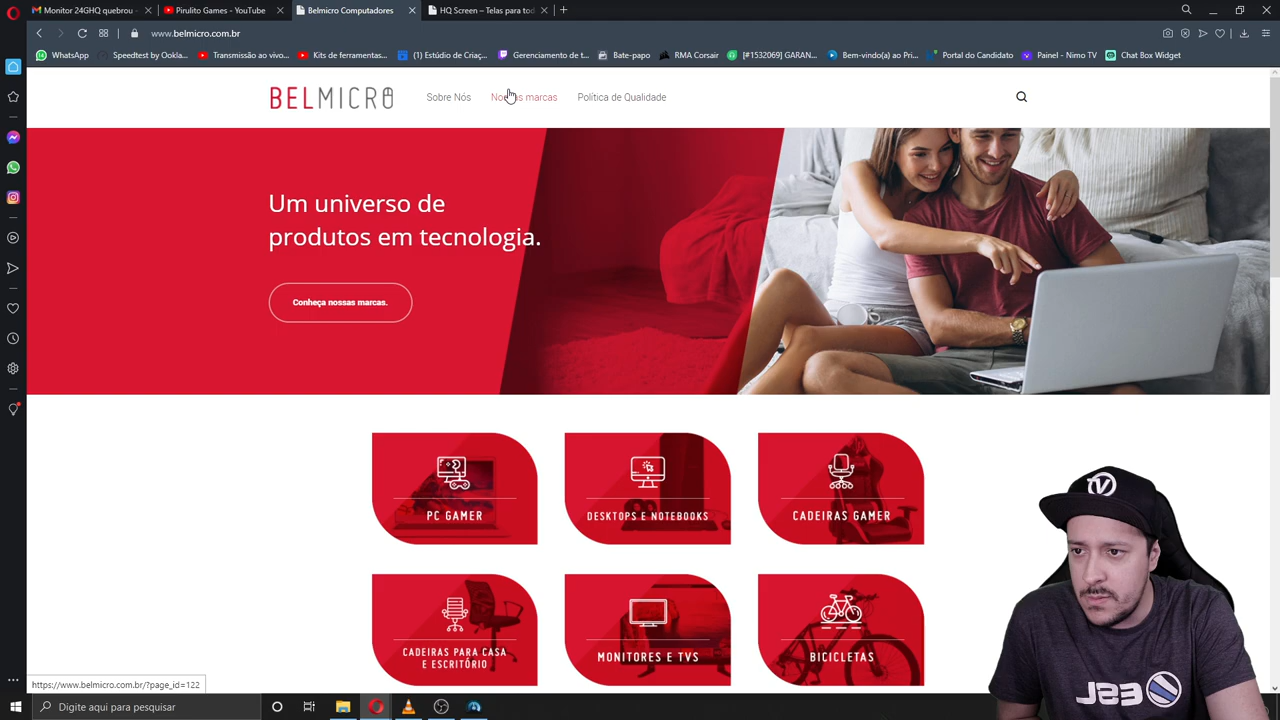 Monitor 24GHQ quebrou -
Pirulito Games - YouTube
Belmicro Computadores
HQ Screen – Telas para tod
www.belmicro.com.br
WhatsApp
Speedtest by Ookla...
Transmissão ao vivo...
Kits de ferramentas...
(1) Estúdio de Criaç...
Gerenciamento de t...
Bate-papo
RMA Corsair
[#1532069] GARAN...
Bem-vindo(a) ao Pri...
Portal do Candidato
Painel - Nimo TV
Chat Box Widget
BELMICRO
Sobre Nós
Nossas marcas
Política de Qualidade
Um universo de
produtos em tecnologia.
Conheça nossas marcas.
PC GAMER
DESKTOPS E NOTEBOOKS
CADEIRAS GAMER
CADEIRAS PARA CASA
E ESCRITÓRIO
MONITORES E TVS
BICICLETAS
https://www.belmicro.com.br/?page_id=122
Digite aqui para pesquisar